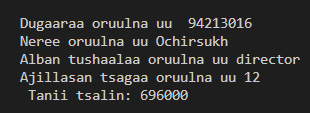 Dugaaraa oruulna uu  94213016
Neree oruulna uu Ochirsukh
Alban tushaalaa oruulna uu director
Ajillasan tsagaa oruulna uu 12
 Tanii tsalin: 696000